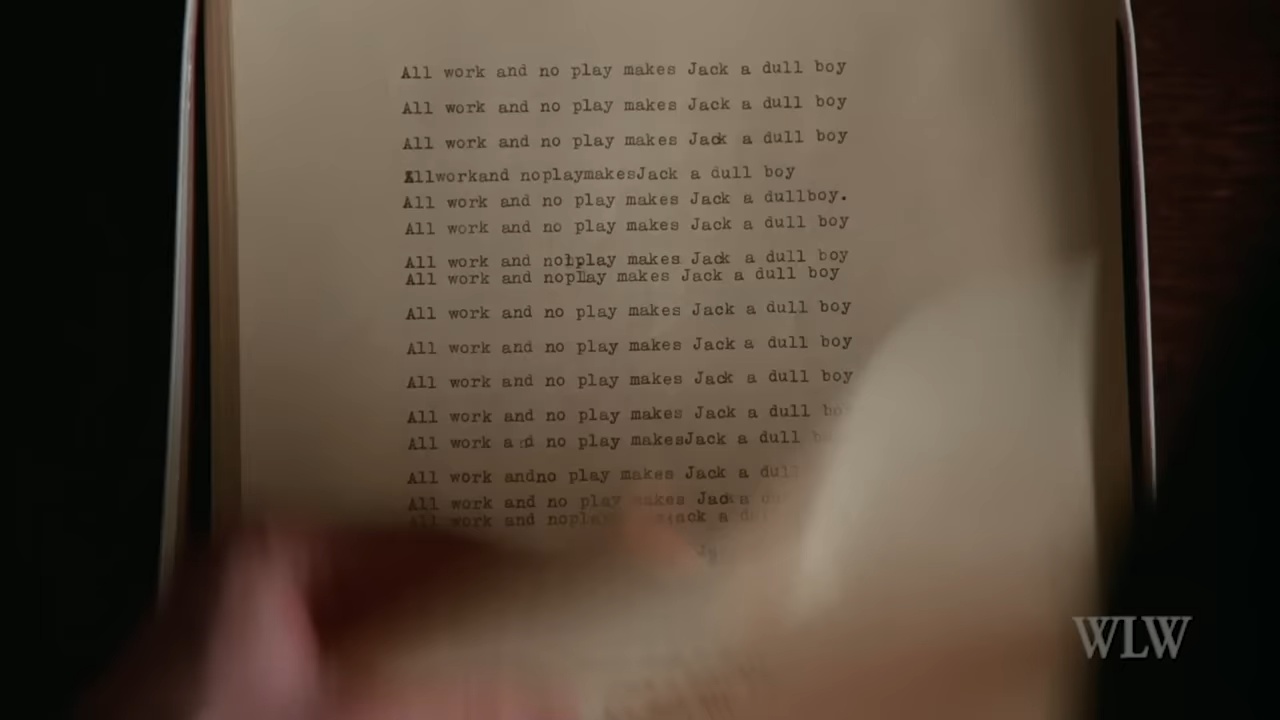 All work and no play makes Jack a dull boy
All work and no play makes Jack a dull boy
All work and no play makes Jack a dull boy
Allworkand noplaymakesJack a dull boy
All work and no play makes Jack a dullboy.
All work and no play makes Jack a dull boy
All work and nobplay makes Jack a dull boy
All work and noplay makes Jack a dull boy
All work and no play makes Jack a dull boy
All work and no play makes Jack a dull boy
All work and no play makes Jack a dull boy
All work and no play makes Jack a dull
All work and no play makesJack a dull
All work andno play makes Jack a dull
All work and no play makes Jack a
All work and noplay a
WLW